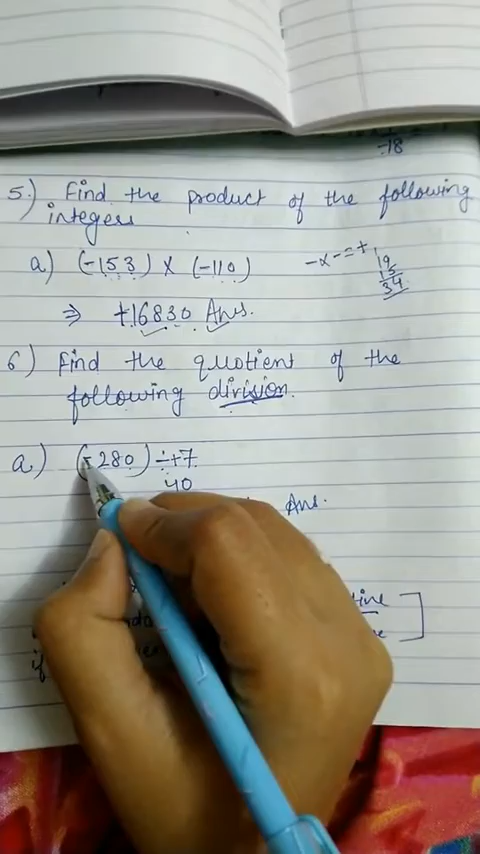 -18
5.) Find the product of the following
integers
a) (-153) × (-110)
-x-=+
19
15
34
⇒ +16830 Ans.
6) Find the quotient of the
following division.
a) (-280) ÷ +7
40
Ans.